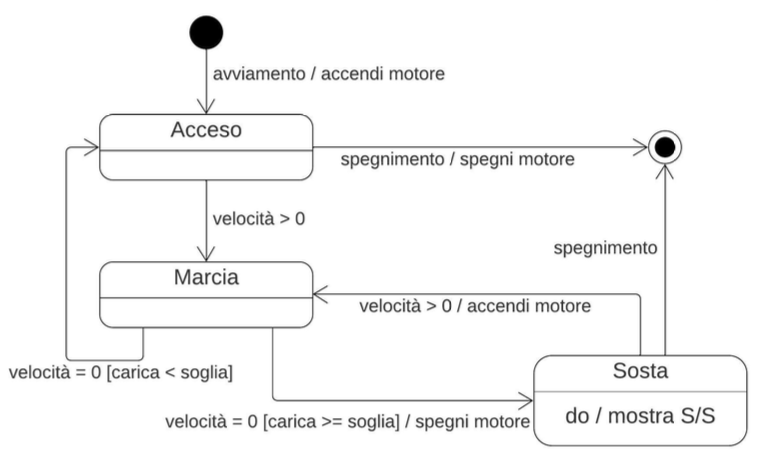 avviamento / accendi motore
Acceso
spegnimento / spegni motore
velocità > 0
spegnimento
Marcia
velocità > 0 / accendi motore
velocità = 0 [carica < soglia]
Sosta
do / mostra S/S
velocità = 0 [carica >= soglia] / spegni motore